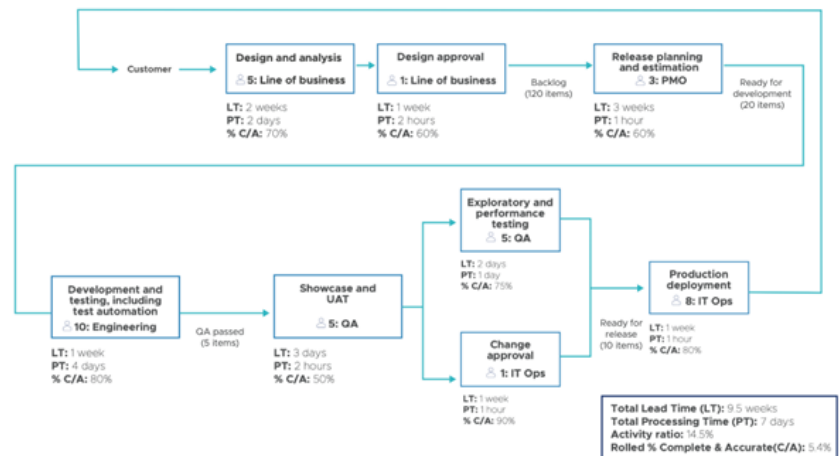 Customer
Design and analysis
5: Line of business
LT: 2 weeks
PT: 2 days
% C/A: 70%
Design approval
1: Line of business
LT: 1 week
PT: 2 hours
% C/A: 60%
Backlog
(120 items)
Release planning
and estimation
3: PMO
LT: 3 weeks
PT: 1 hour
% C/A: 60%
Ready for
development
(20 items)
Development and
testing, including
test automation
10: Engineering
LT: 1 week
PT: 4 days
% C/A: 80%
QA passed
(5 items)
Showcase and
UAT
5: QA
LT: 3 days
PT: 2 hours
% C/A: 50%
Exploratory and
performance
testing
5: QA
LT: 2 days
PT: 1 day
% C/A: 75%
Change
approval
1: IT Ops
LT: 1 week
PT: 1 hour
% C/A: 90%
Ready for
release
(10 items)
Production
deployment
8: IT Ops
LT: 1 week
PT: 1 hour
% C/A: 80%
Total Lead Time (LT): 9.5 weeks
Total Processing Time (PT): 7 days
Activity ratio: 14.5%
Rolled % Complete & Accurate(C/A): 5.4%